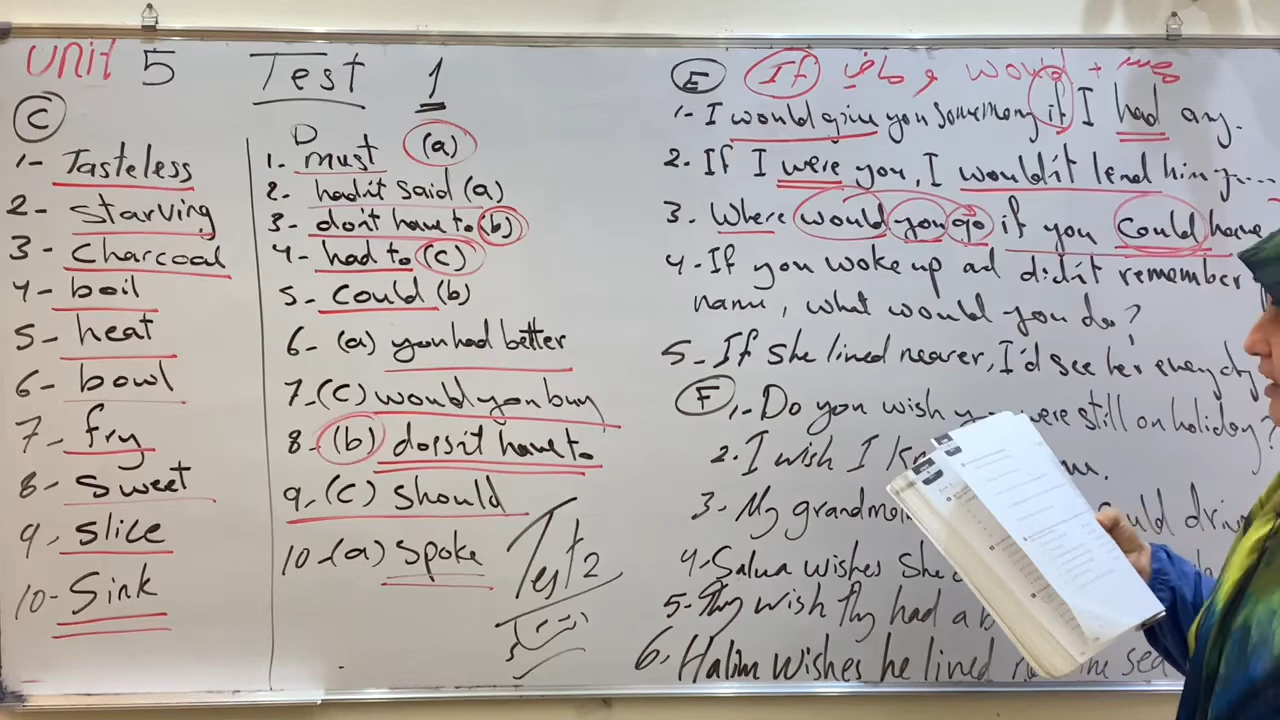 unit 5 Test 1
C
1- Tasteless
2- starving
3- Charcoal
4- boil
5- heat
6- bowl
7- fry
8- sweet
9, slice
10- Sink
D
1. must (a)
2- hadn't said (a)
3- don't have to (b)
4- had to (c)
5- Could (b)
6- (a) you had better
7- (C) would you buy
8- (b) doesn't have to
9. (C) should
10- (a) spoke
Test 2
E If ماضي و would + مصدر
1- I would give you some money if I had any.
2. If I were you, I wouldn't lend him
3. Where would you go if you Could have
4- If you woke up and didn't remember
name, what would you do?
5- If she lived nearer, I'd see her every day
F 1- Do you wish were still on holiday?
2. I wish I
3. My drive
4- Salwa wishes She
5- They wish they had a
6. Halim wishes he lived the sea